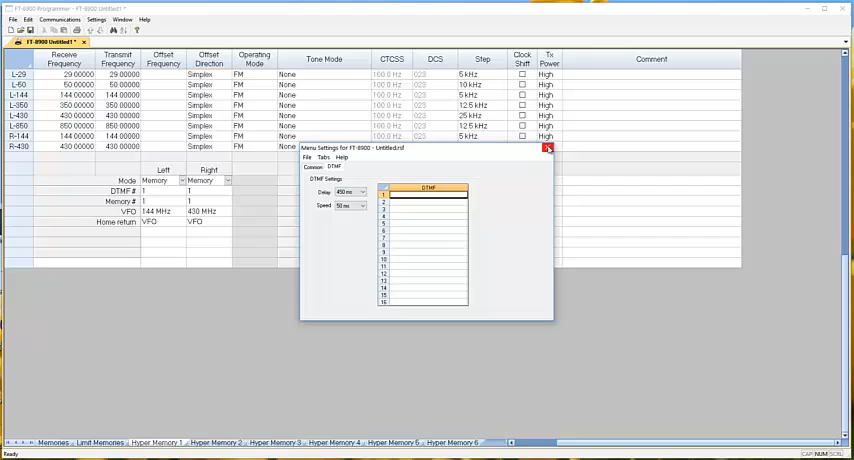 FT-8900 Programmer - FT-8900 Untitled1 *
File Edit Communications Settings Window Help
FT-8900 Untitled1 * ×
Receive Frequency Transmit Frequency Offset Frequency Offset Direction Operating Mode Tone Mode CTCSS DCS Step Clock Shift Tx Power Comment
L-29 29.00000 29.00000 Simplex FM None 100.0 Hz 023 5 kHz High
L-50 50.00000 50.00000 Simplex FM None 100.0 Hz 023 10 kHz High
L-144 144.00000 144.00000 Simplex FM None 100.0 Hz 023 5 kHz High
L-350 350.00000 350.00000 Simplex FM None 100.0 Hz 023 12.5 kHz High
L-430 430.00000 430.00000 Simplex FM None 100.0 Hz 023 25 kHz High
L-850 850.00000 850.00000 Simplex FM None 100.0 Hz 023 12.5 kHz High
R-144 144.00000 144.00000 Simplex FM None 100.0 Hz 023 5 kHz High
R-430 430.00000 430.00000 Simplex FM None High
Left Right
Mode Memory Memory
DTMF # 1 1
Memory # 1 1
VFO 144 MHz 430 MHz
Home return VFO VFO
Menu Settings for FT-8900 - Untitled.rsf
File Tabs Help
Common DTMF
DTMF Settings
Delay 450 ms
Speed 50 ms
DTMF
1
2
3
4
5
6
7
8
9
10
11
12
13
14
15
16
Memories Limit Memories Hyper Memory 1 Hyper Memory 2 Hyper Memory 3 Hyper Memory 4 Hyper Memory 5 Hyper Memory 6
Ready CAP NUM SCRL